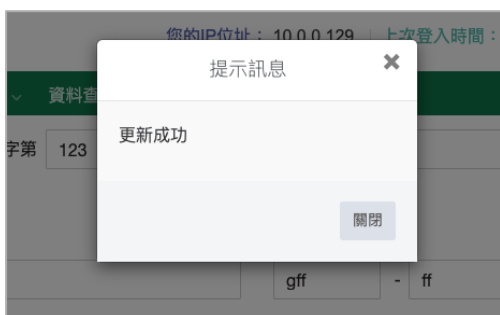 您的IP位址： 10.0.0.129 上次登入時間：
提示訊息 ✖
資料查
更新成功
字第 123
關閉
gff - ff